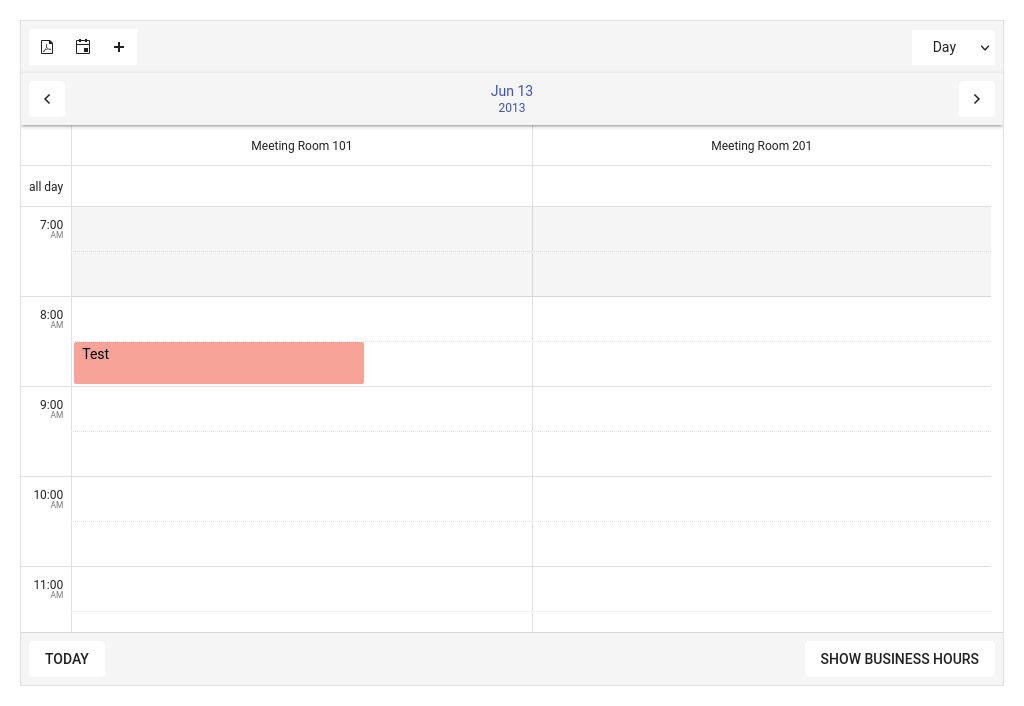 Day
Jun 13
2013
Meeting Room 101
Meeting Room 201
all day
7:00
AM
8:00
AM
Test
9:00
AM
10:00
AM
11:00
AM
TODAY
SHOW BUSINESS HOURS